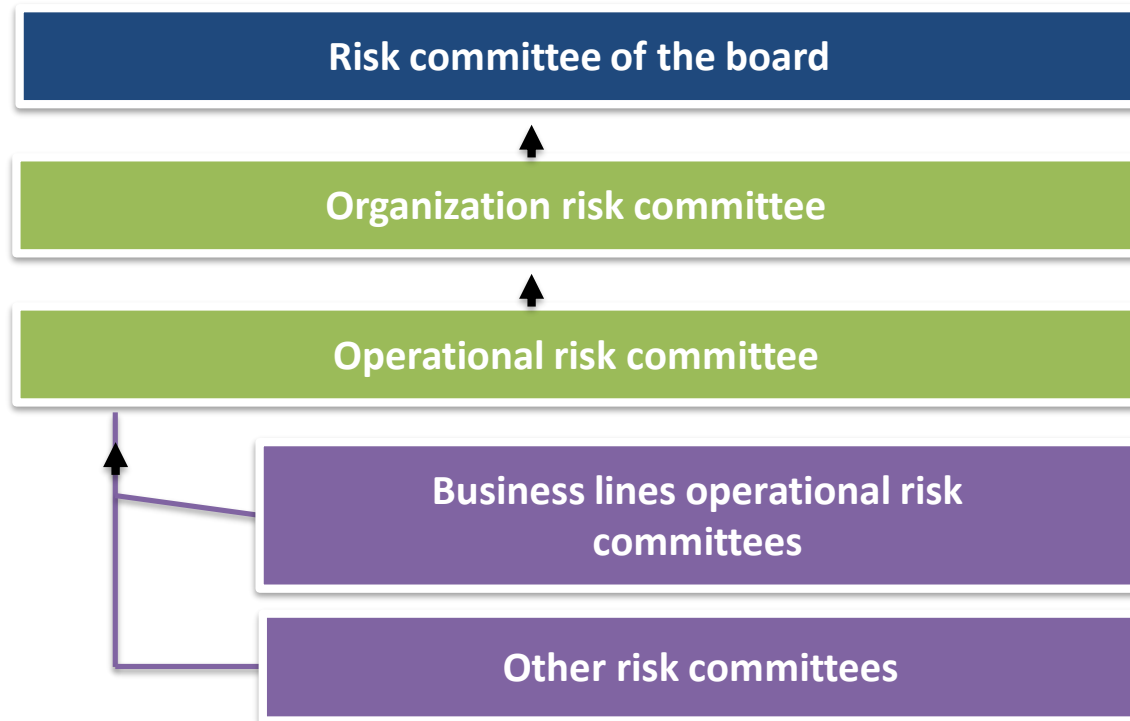 Risk committee of the board
Organization risk committee
Operational risk committee
Business lines operational risk
committees
Other risk committees